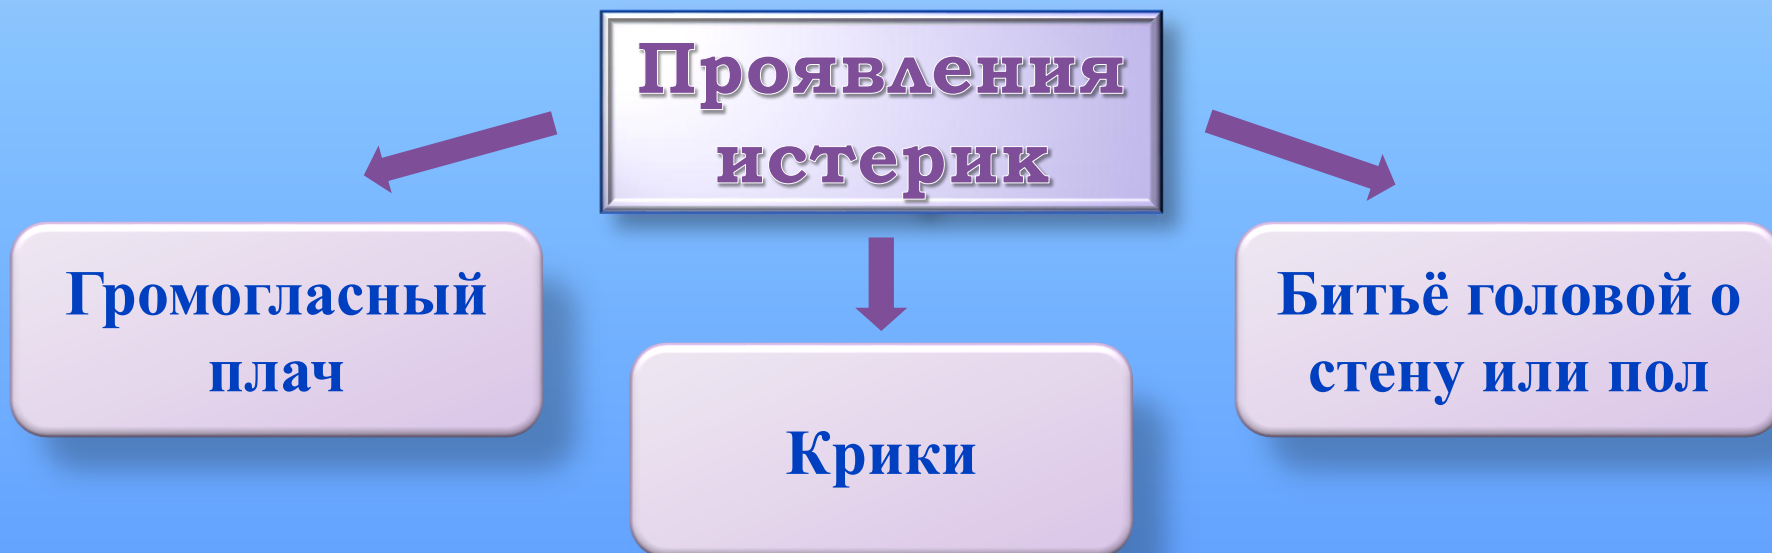 Проявления
истерик
Громогласный
плач
Крики
Битьё головой о
стену или пол